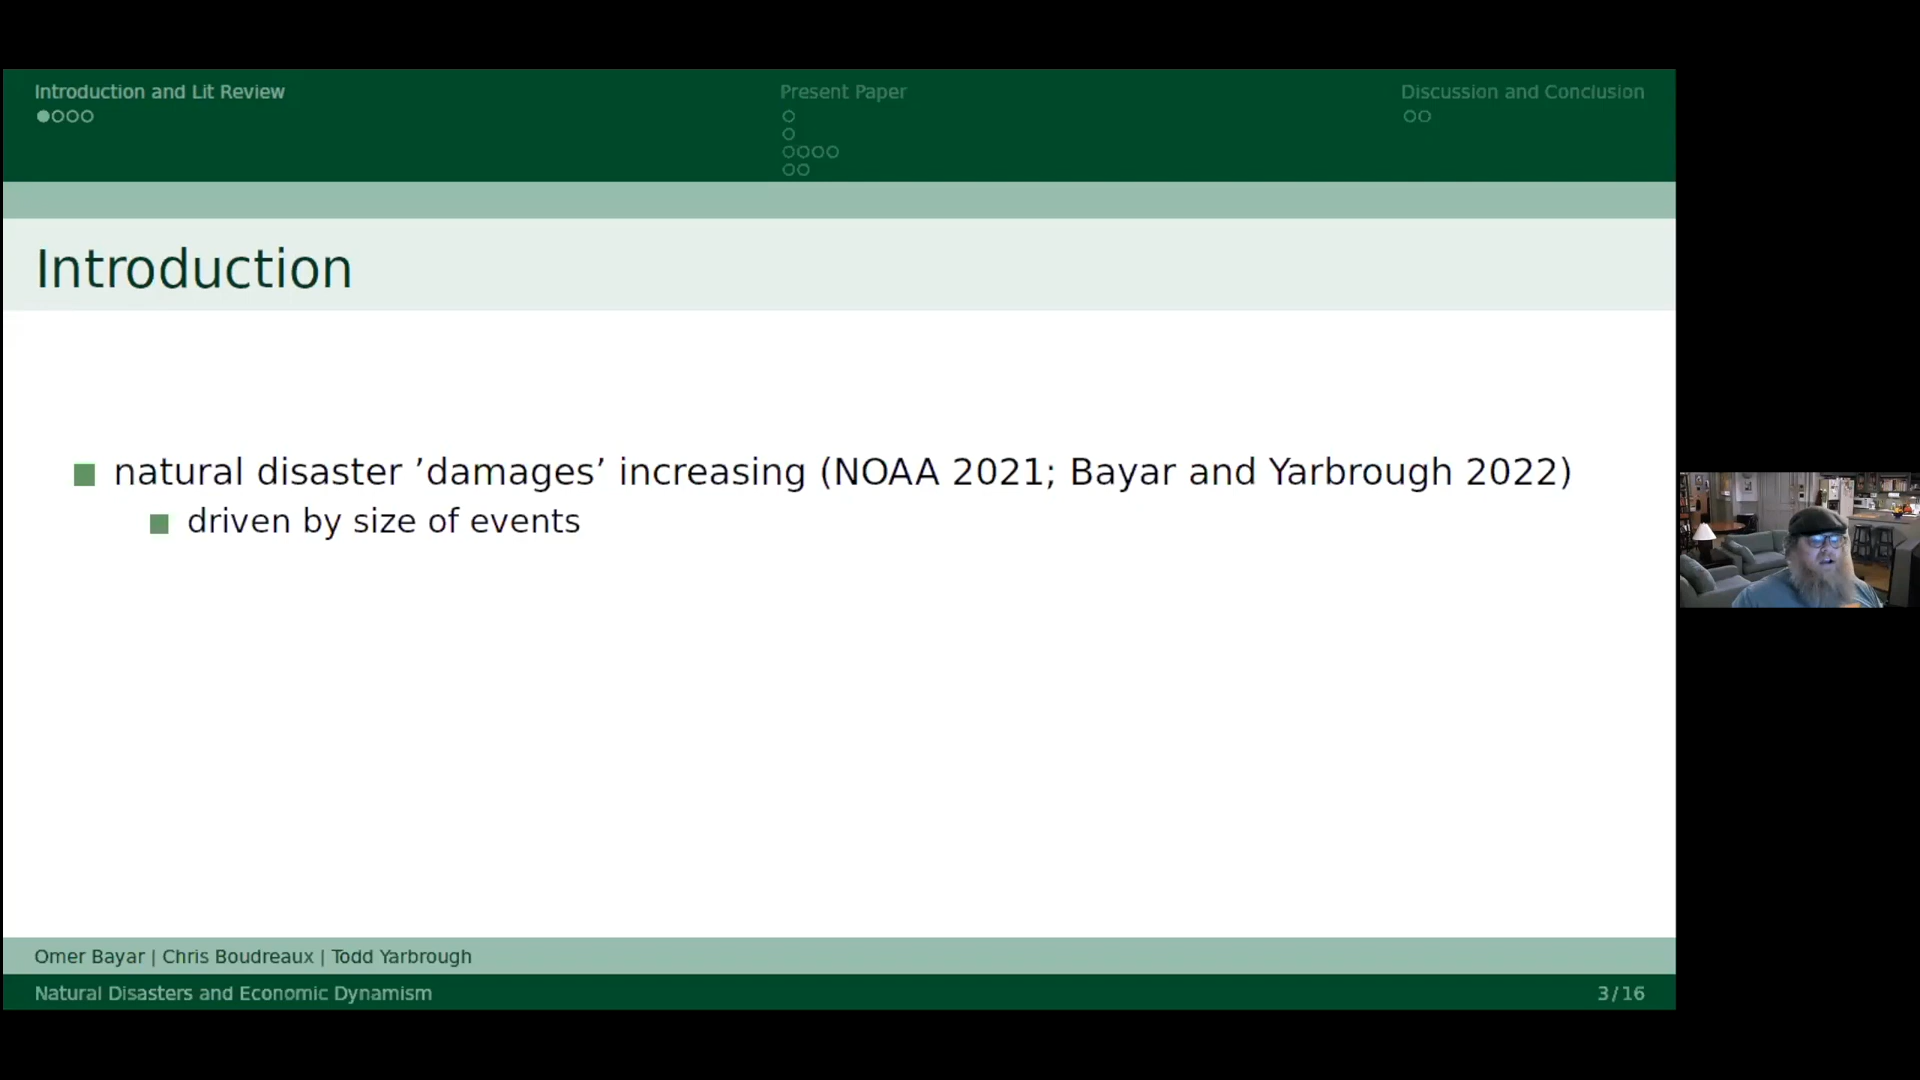 Introduction and Lit Review
Present Paper
Discussion and Conclusion
Introduction
natural disaster ’damages’ increasing (NOAA 2021; Bayar and Yarbrough 2022)
driven by size of events
Omer Bayar | Chris Boudreaux | Todd Yarbrough
Natural Disasters and Economic Dynamism
3/16